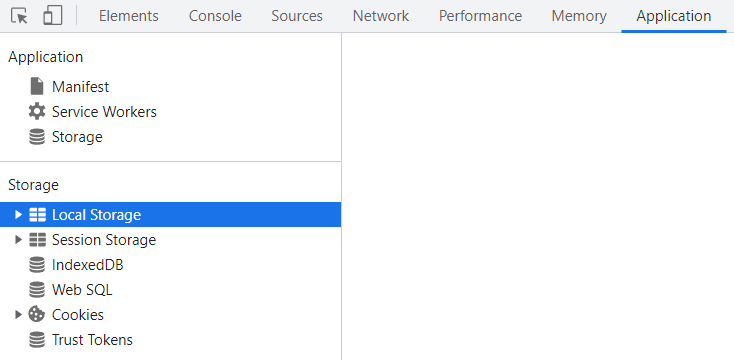 Elements Console Sources Network Performance Memory Application
Application
Manifest
Service Workers
Storage
Storage
Local Storage
Session Storage
IndexedDB
Web SQL
Cookies
Trust Tokens